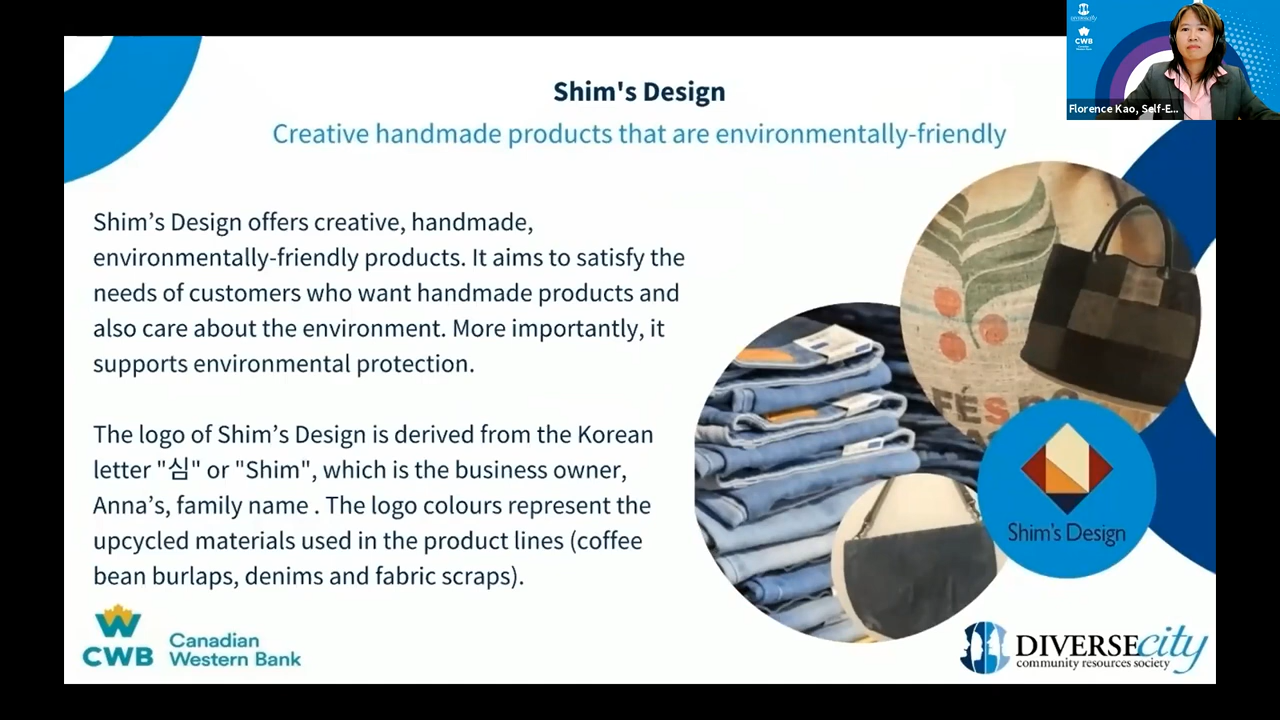 Shim's Design
Creative handmade products that are environmentally-friendly
Shim’s Design offers creative, handmade,
environmentally-friendly products. It aims to satisfy the
needs of customers who want handmade products and
also care about the environment. More importantly, it
supports environmental protection.
The logo of Shim’s Design is derived from the Korean
letter "심" or "Shim", which is the business owner,
Anna’s, family name . The logo colours represent the
upcycled materials used in the product lines (coffee
bean burlaps, denims and fabric scraps).
Shim's Design
CWB
Canadian
Western Bank
DIVERSEcity
community resources society
CWB
Florence Kao, Self-E...